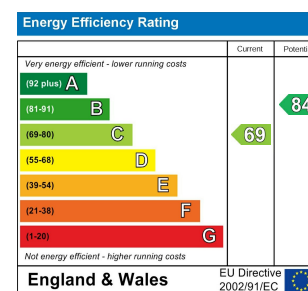 Energy Efficiency Rating
Current Potenti
Very energy efficient - lower running costs
(92 plus) A
(81-91) B 84
(69-80) C 69
(55-68) D
(39-54) E
(21-38) F
(1-20) G
Not energy efficient - higher running costs
England & Wales
EU Directive
2002/91/EC